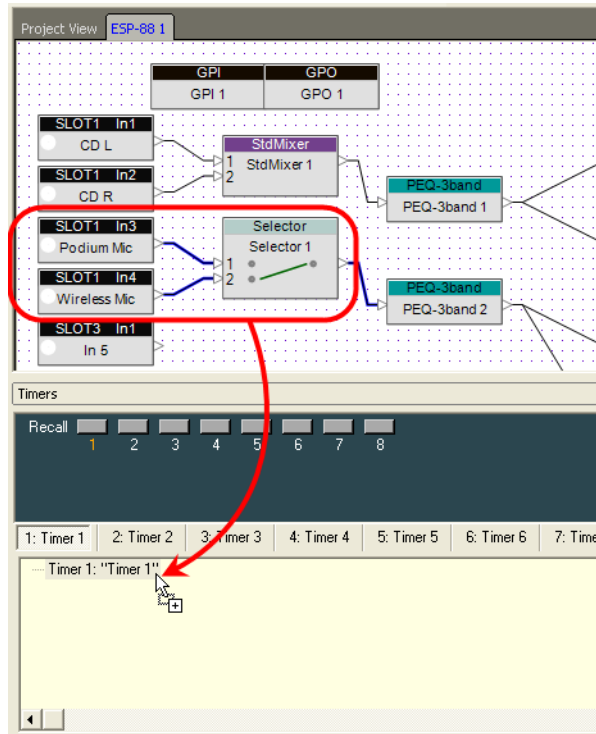 Project View ESP-88 1
GPI GPO
GPI 1 GPO 1
SLOT1 In1
CD L
StdMixer
1 StdMixer 1
2
SLOT1 In2
CD R
PEQ-3band
PEQ-3band 1
SLOT1 In3
Podium Mic
Selector
Selector 1
1
2
SLOT1 In4
Wireless Mic
PEQ-3band
PEQ-3band 2
SLOT3 In1
In 5
Timers
Recall
1 2 3 4 5 6 7 8
1: Timer 1 2: Timer 2 3: Timer 3 4: Timer 4 5: Timer 5 6: Timer 6 7: Time
Timer 1: "Timer 1"